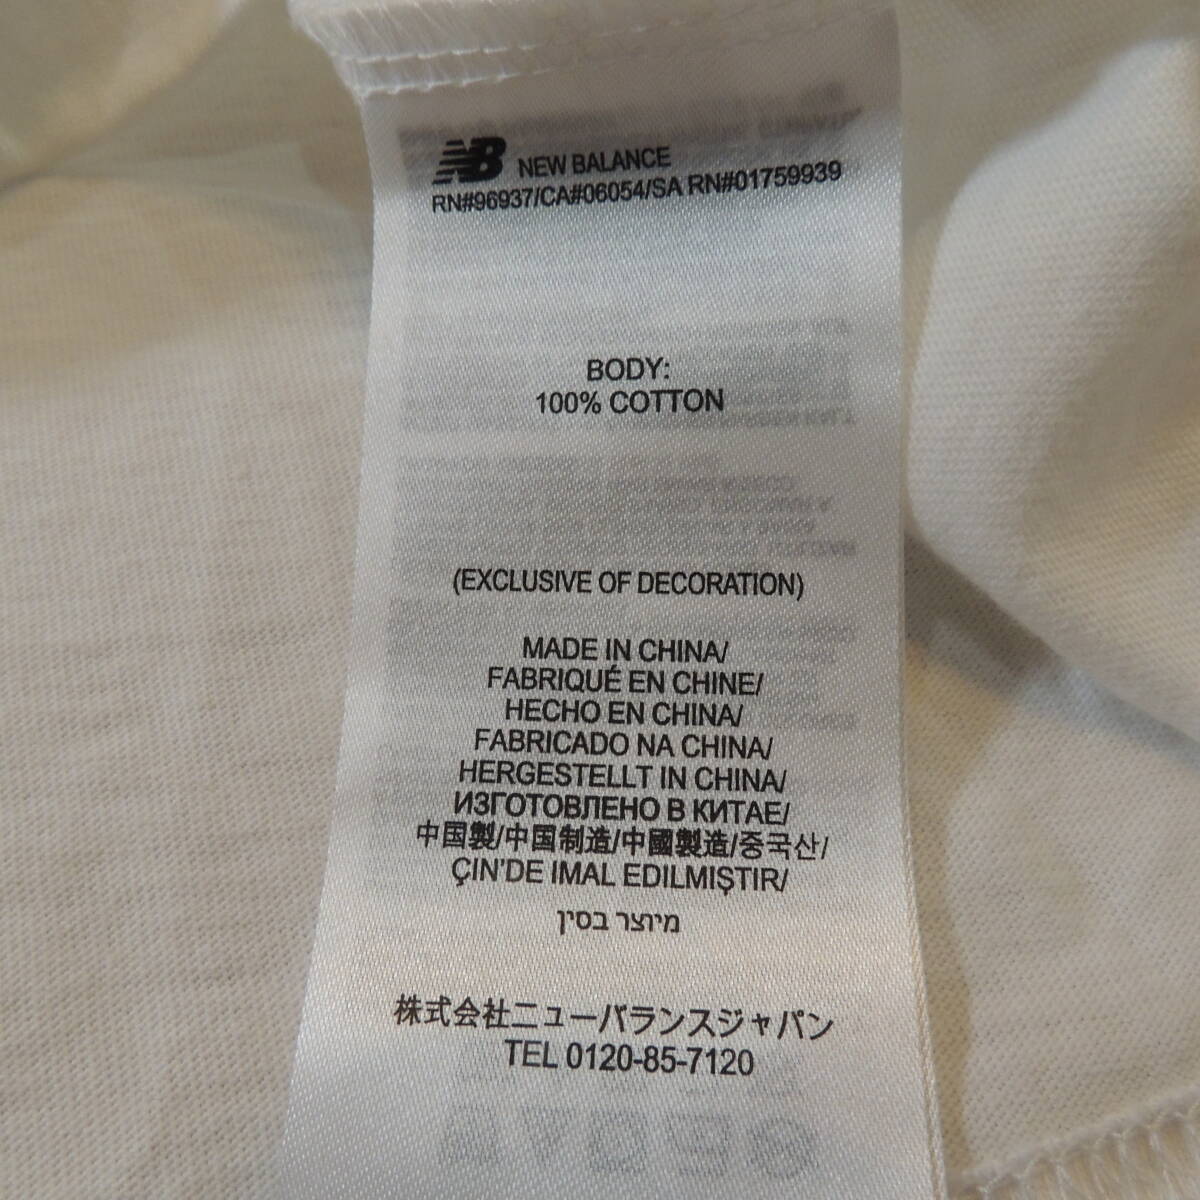 NB NEW BALANCE
RN#96937/CA#06054/SA RN#01759939
BODY:
100% COTTON
(EXCLUSIVE OF DECORATION)
MADE IN CHINA/
FABRIQUÉ EN CHINE/
HECHO EN CHINA/
FABRICADO NA CHINA/
HERGESTELLT IN CHINA/
ИЗГОТОВЛЕНО В КИТАЕ/
中国製/中国制造/中國製造/중국산/
ÇIN'DE IMAL EDILMIŞTIR/
מיוצר בסין
株式会社ニューバランスジャパン
TEL 0120-85-7120